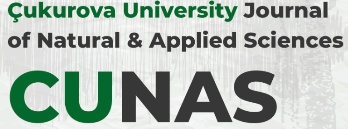 Çukurova University Journal
of Natural & Applied Sciences
CUNAS